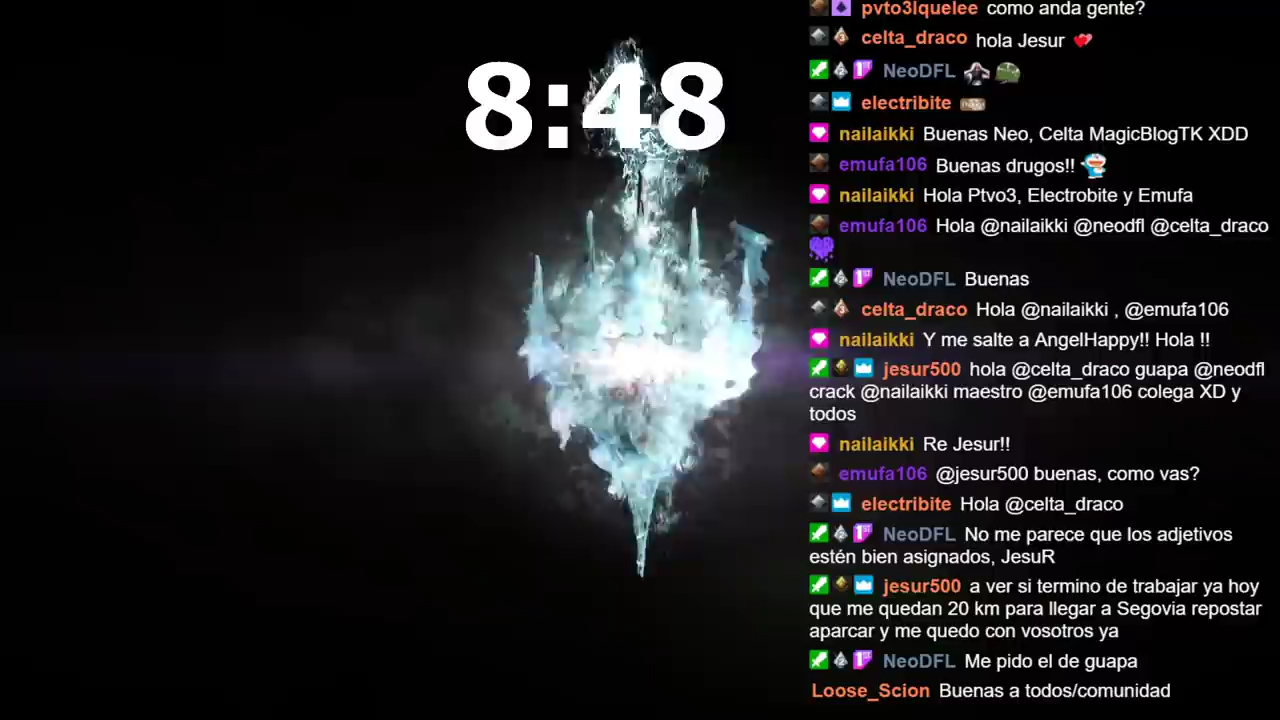 8:48
pvto3lquelee como anda gente?
celta_draco hola Jesur
NeoDFL
electribite
nailaikki Buenas Neo, Celta MagicBlogTK XDD
emufa106 Buenas drugos!!
nailaikki Hola Ptvo3, Electrobite y Emufa
emufa106 Hola @nailaikki @neodfl @celta_draco
NeoDFL Buenas
celta_draco Hola @nailaikki , @emufa106
nailaikki Y me salte a AngelHappy!! Hola !!
jesur500 hola @celta_draco guapa @neodfl
crack @nailaikki maestro @emufa106 colega XD y
todos
nailaikki Re Jesur!!
emufa106 @jesur500 buenas, como vas?
electribite Hola @celta_draco
NeoDFL No me parece que los adjetivos
estén bien asignados, JesuR
jesur500 a ver si termino de trabajar ya hoy
que me quedan 20 km para llegar a Segovia repostar
aparcar y me quedo con vosotros ya
NeoDFL Me pido el de guapa
Loose_Scion Buenas a todos/comunidad